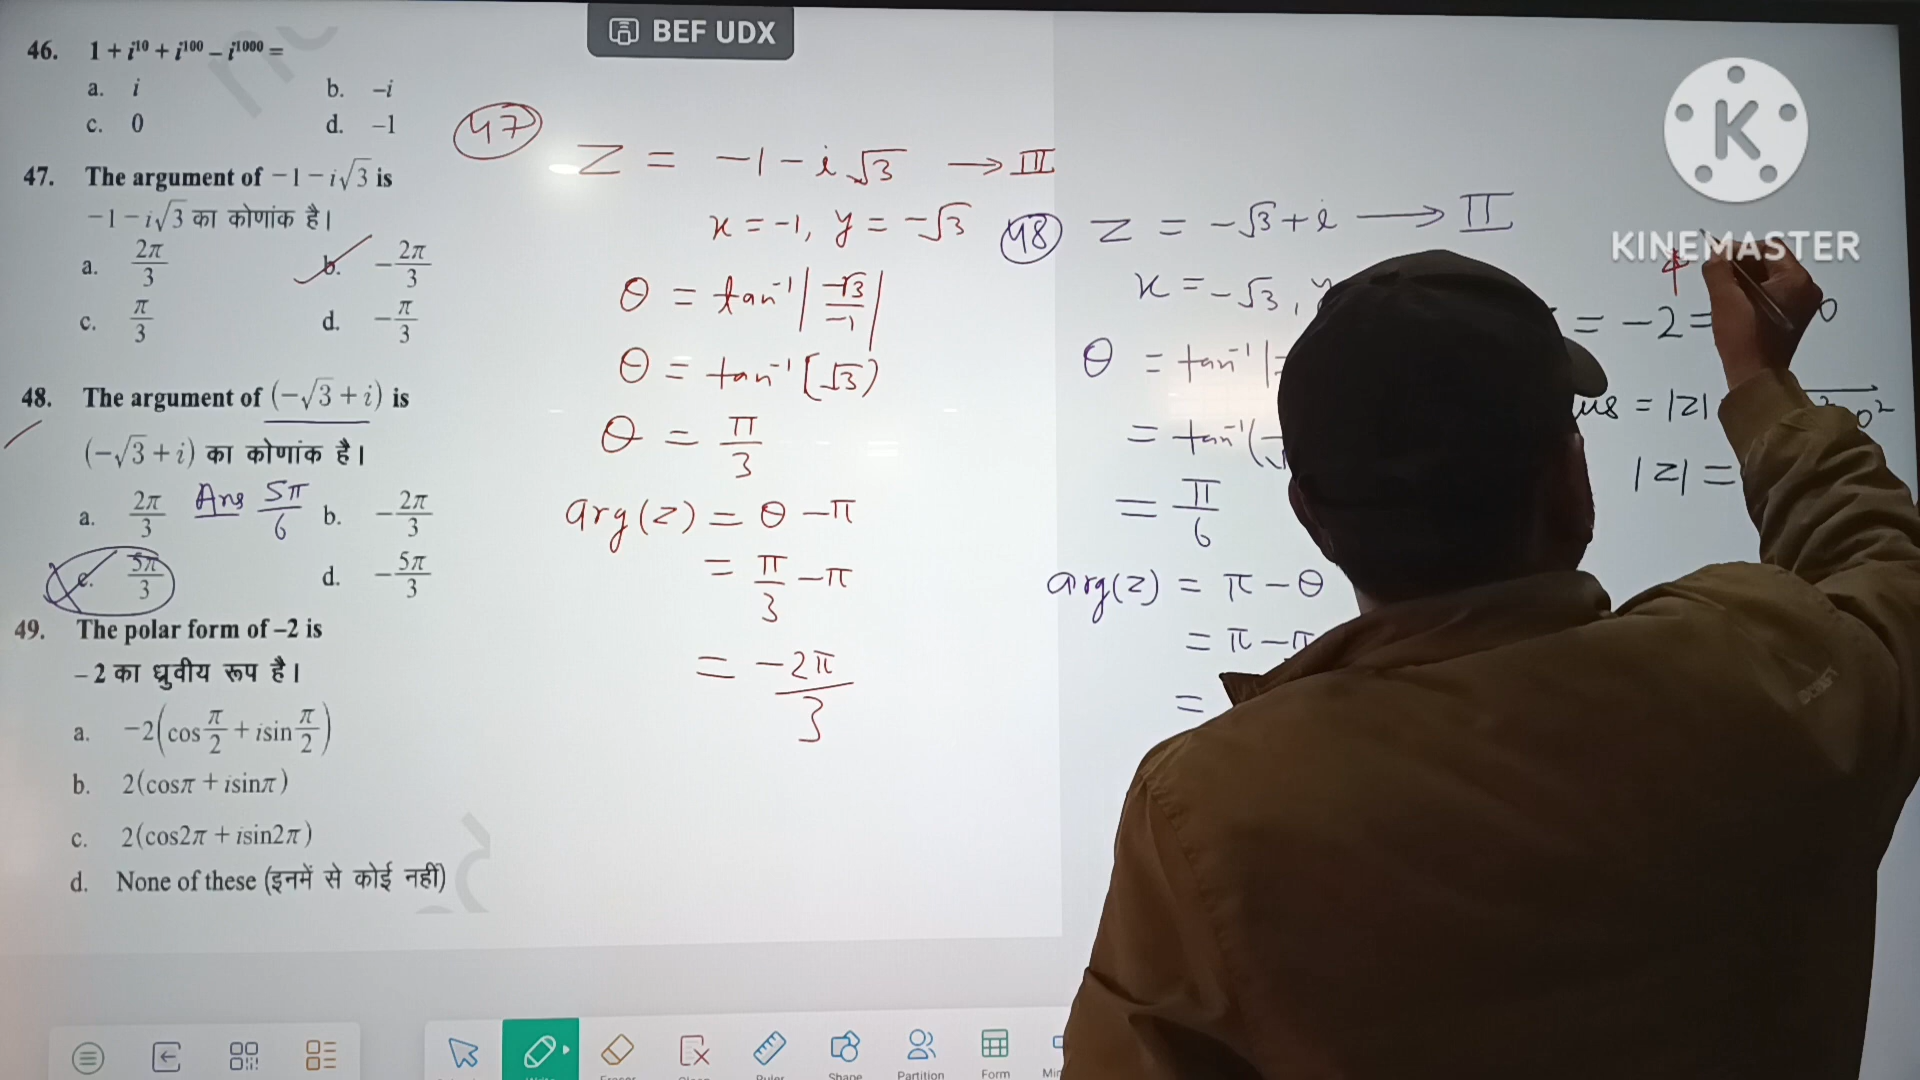 BEF UDX
46. 1 + i¹⁰ + i¹⁰⁰ – i¹⁰⁰⁰ =
a. i b. –i
c. 0 d. –1
47. The argument of −1 − i√3 is
−1 − i√3 का कोणांक है।
a. 2π/3 b. −2π/3
c. π/3 d. −π/3
48. The argument of (−√3 + i) is
(−√3 + i) का कोणांक है।
a. 2π/3 Ans 5π/6 b. −2π/3
c. 5π/3 d. −5π/3
49. The polar form of –2 is
– 2 का ध्रुवीय रूप है।
a. −2(cos π/2 + isin π/2)
b. 2(cosπ + isinπ)
c. 2(cos2π + isin2π)
d. None of these (इनमें से कोई नहीं)
47
Z = −1 − i√3 → III
x = −1, y = −√3
θ = tan⁻¹|−√3/−1|
θ = tan⁻¹(√3)
θ = π/3
arg(z) = θ − π
= π/3 − π
= −2π/3
48 Z = −√3 + i → II
x = −√3, y
θ = tan⁻¹|
= tan⁻¹(
= π/6
arg(z) = π − θ
= π − π
=
= −2 =
= |z|
|z| =
KINEMASTER
Partition
Form
Ruler
Shape